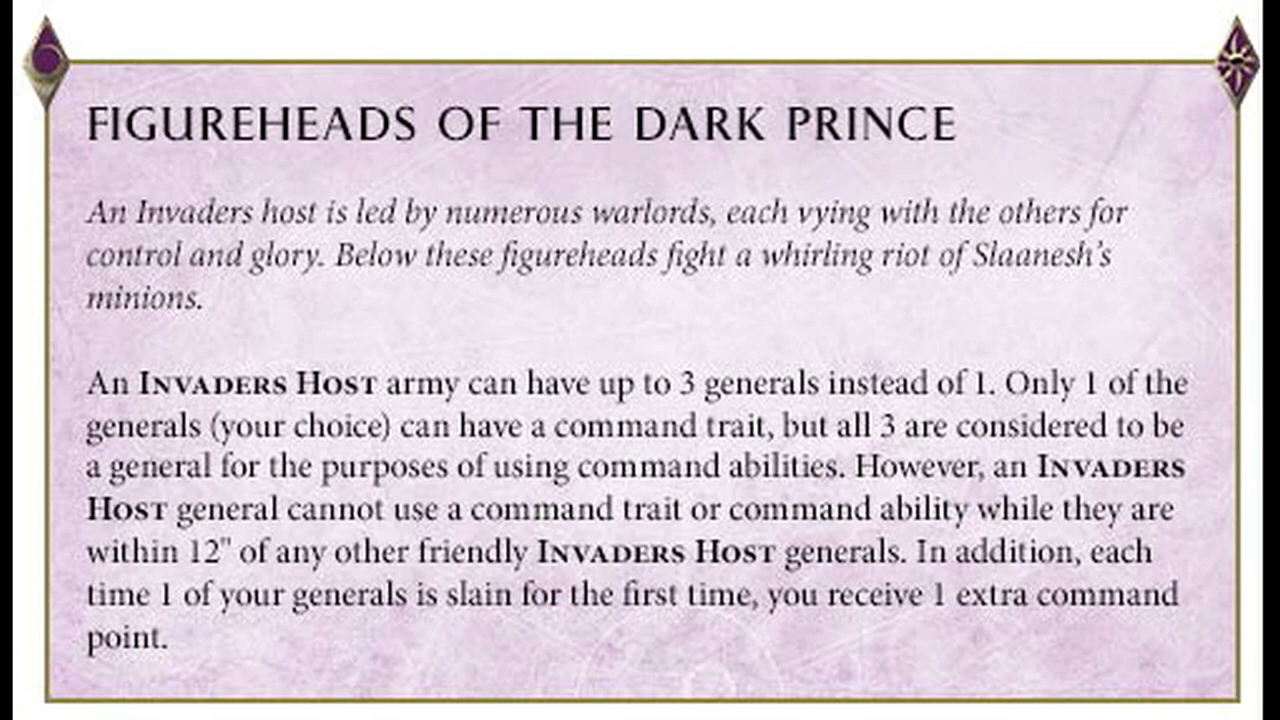 FIGUREHEADS OF THE DARK PRINCE
An Invaders host is led by numerous warlords, each vying with the others for
control and glory. Below these figureheads fight a whirling riot of Slaanesh's
minions.
An INVADERS HOST army can have up to 3 generals instead of 1. Only 1 of the
generals (your choice) can have a command trait, but all 3 are considered to be
a general for the purposes of using command abilities. However, an INVADERS
HOST general cannot use a command trait or command ability while they are
within 12" of any other friendly INVADERS HOST generals. In addition, each
time 1 of your generals is slain for the first time, you receive 1 extra command
point.